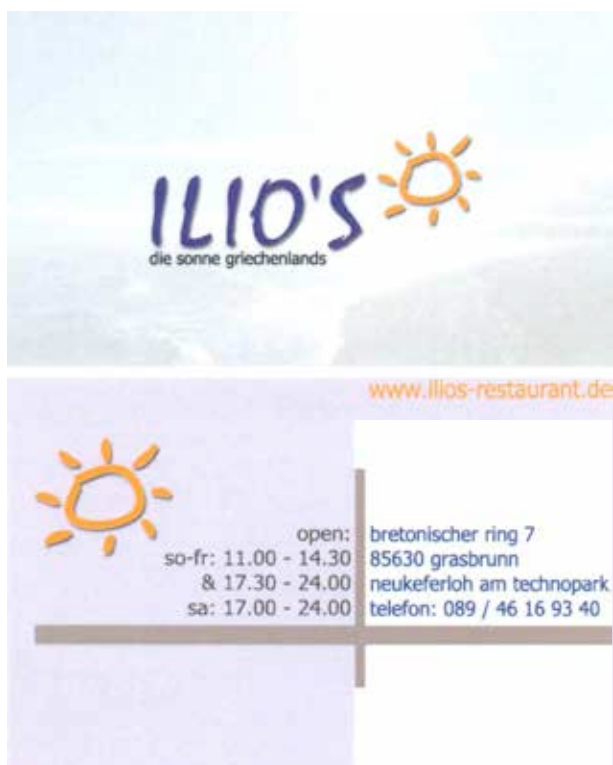 ILIO'S
die sonne griechenlands
www.ilios-restaurant.de
open:
so-fr: 11.00 - 14.30
& 17.30 - 24.00
sa: 17.00 - 24.00
bretonischer ring 7
85630 grasbrunn
neukeferloh am technopark
telefon: 089 / 46 16 93 40